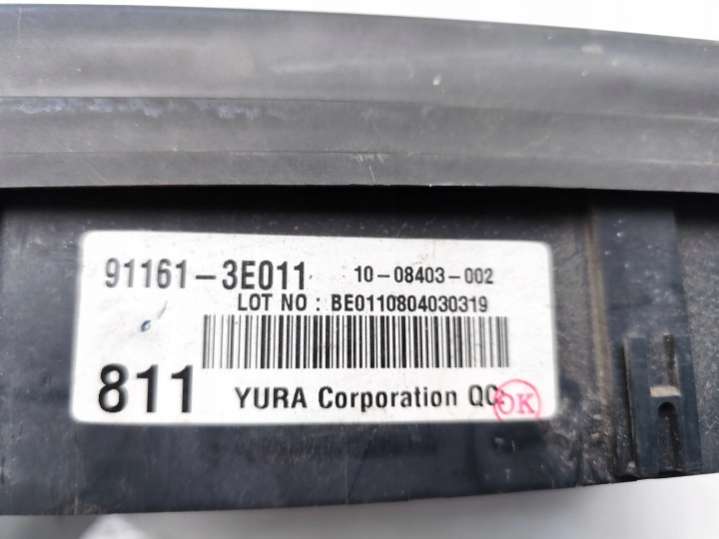 91161-3E011 10-08403-002
LOT NO : BE0110804030319
811 YURA Corporation QC
OK